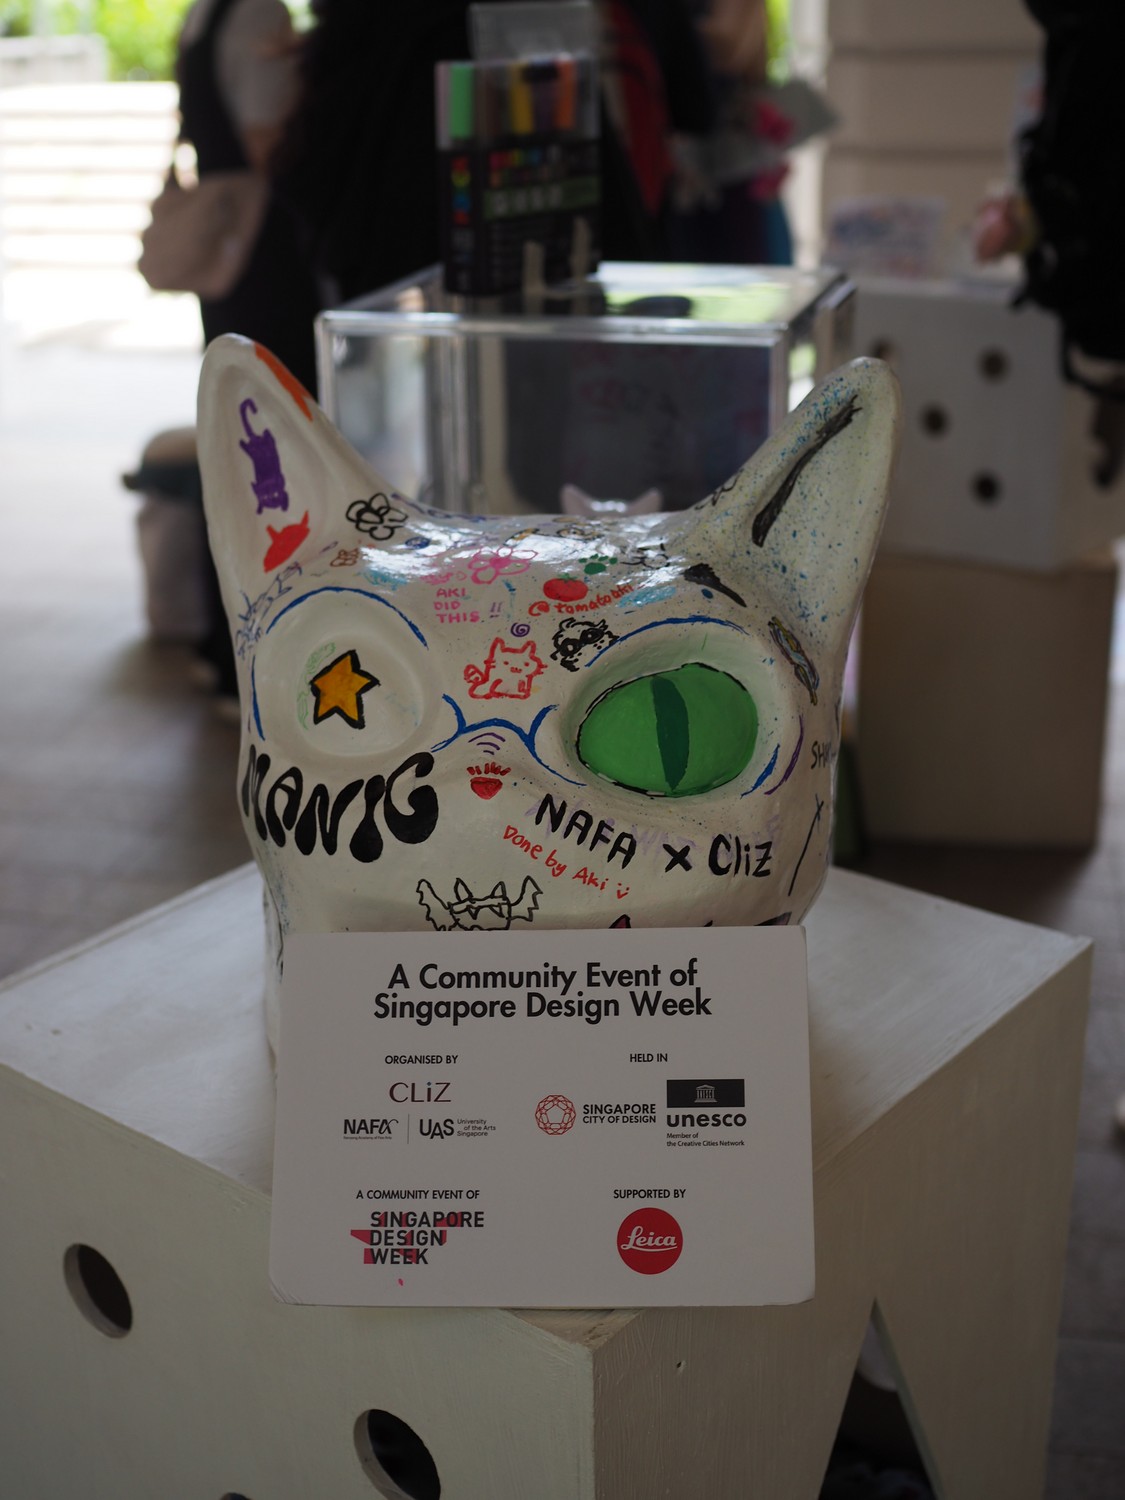 AKI
DID
THIS !!
@tomatoaki
MANIC
NAFA x CliZ
Done by Aki
A Community Event of
Singapore Design Week
ORGANISED BY
CLiZ
NAFA
UAS University
of the Arts
Singapore
HELD IN
SINGAPORE
CITY OF DESIGN
unesco
Member of
the Creative Cities Network
A COMMUNITY EVENT OF
SINGAPORE
DESIGN
WEEK
SUPPORTED BY
Leica